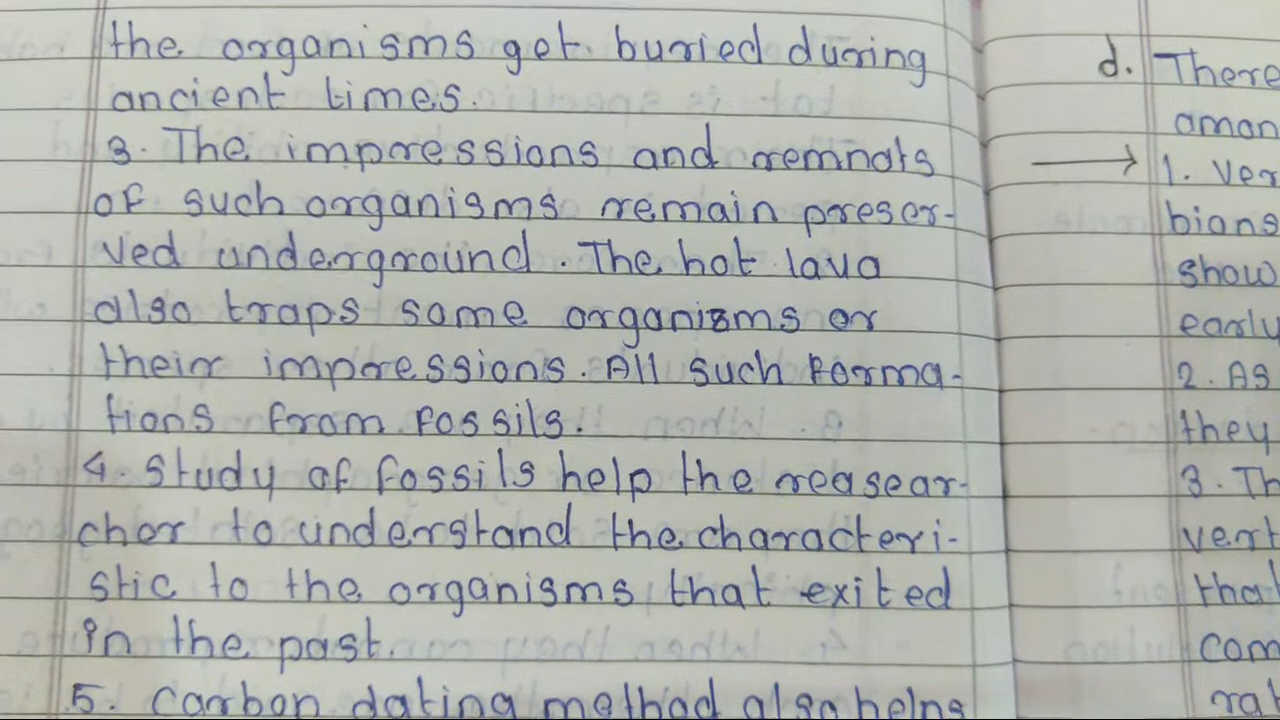 the organisms get buried during
ancient times.
3. The impressions and remnats
of such organisms remain preser-
ved underground. The hot lava
also traps some organisms or
their impressions. All such forma-
tions from fossils.
4. Study of fossils help the reasear-
chor to understand the characteri-
stic to the organisms that exited
in the past.
5. carbon dating method also helps
d. There
aman
1. Ver
bians
show
early
2. As
they
3. Th
vert
that
com
ral